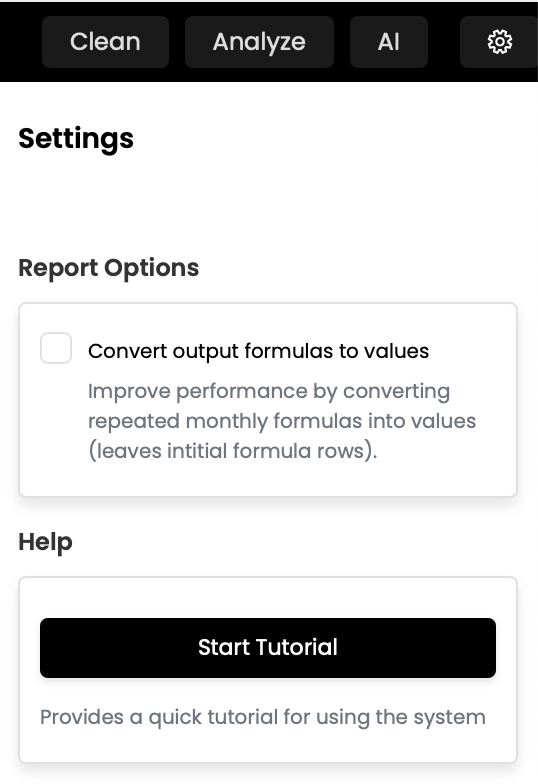 Clean Analyze AI
Settings
Report Options
Convert output formulas to values
Improve performance by converting
repeated monthly formulas into values
(leaves intitial formula rows).
Help
Start Tutorial
Provides a quick tutorial for using the system